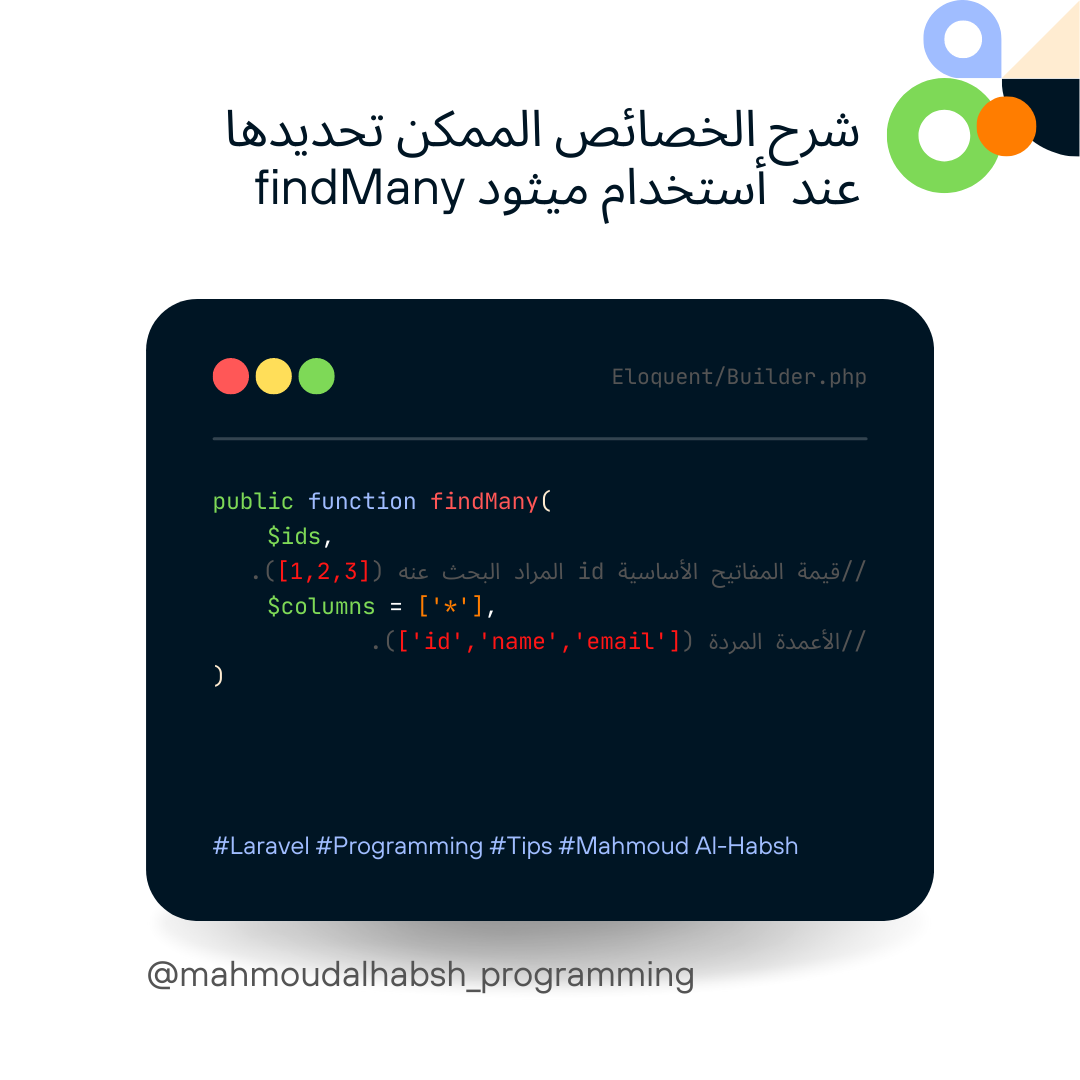 شرح الخصائص الممكن تحديدها
عند أستخدام ميثود findMany
Eloquent/Builder.php
public function findMany(
$ids,
//قيمة المفاتيح الأساسية id المراد البحث عنه ([1,2,3]).
$columns = ['*'],
//الأعمدة المردة (['id','name','email']).
)
#Laravel #Programming #Tips #Mahmoud Al-Habsh
@mahmoudalhabsh_programming